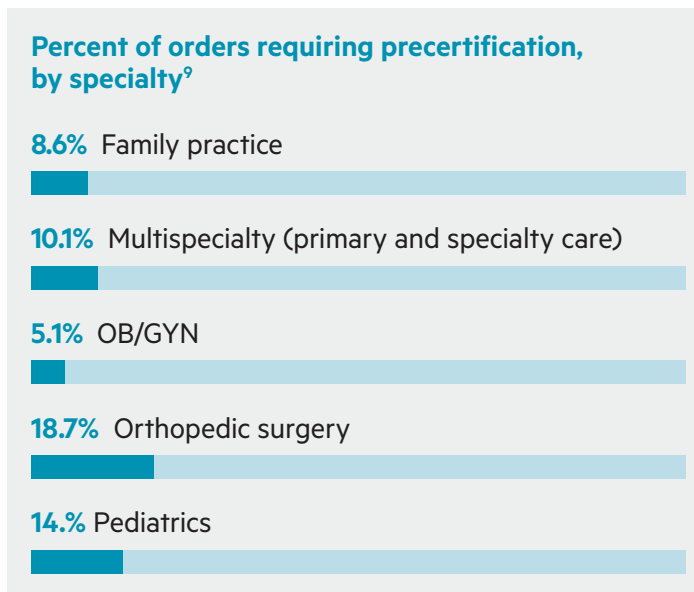 Percent of orders requiring precertification,
by specialty⁹
8.6% Family practice
10.1% Multispecialty (primary and specialty care)
5.1% OB/GYN
18.7% Orthopedic surgery
14.% Pediatrics